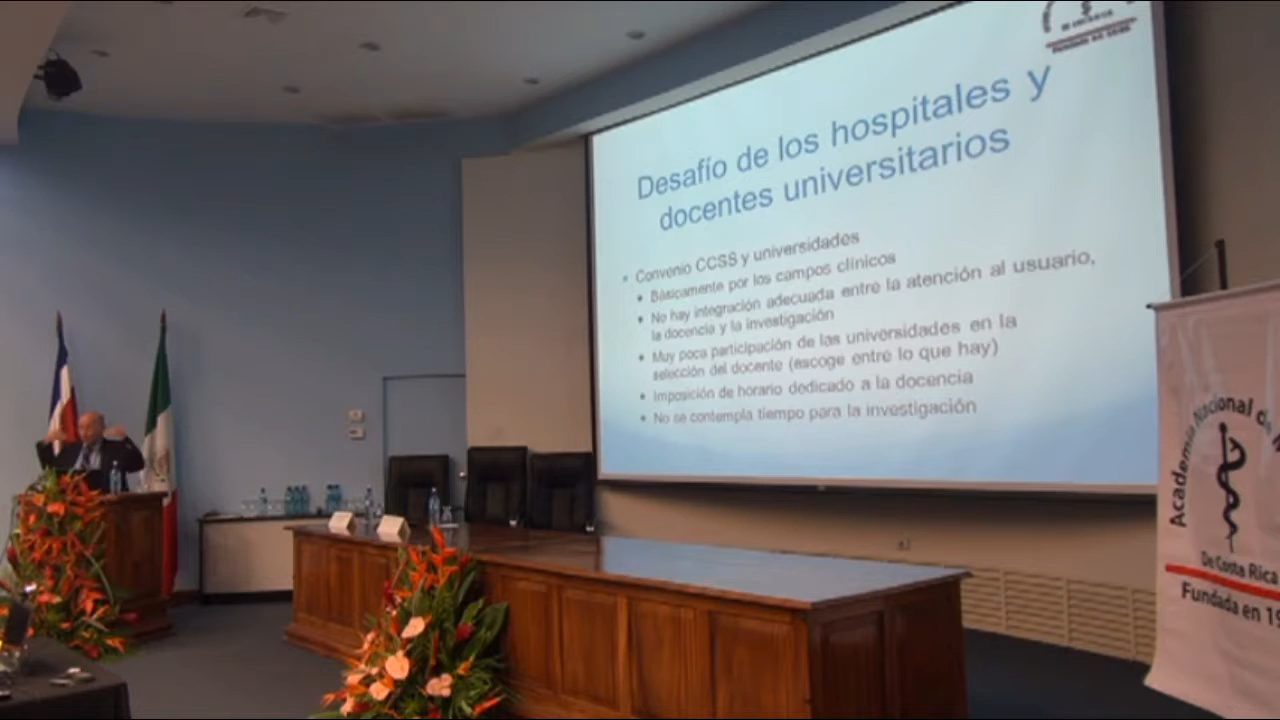 Desafío de los hospitales y
docentes universitarios
Convenio CCSS y universidades
Básicamente por los campos clínicos
No hay integración adecuada entre la atención al usuario,
la docencia y la investigación
Muy poca participación de las universidades en la
selección del docente (escoge entre lo que hay)
Imposición de horario dedicado a la docencia
No se contempla tiempo para la investigación
Academia Nacional de
De Costa Rica
Fundada en 19